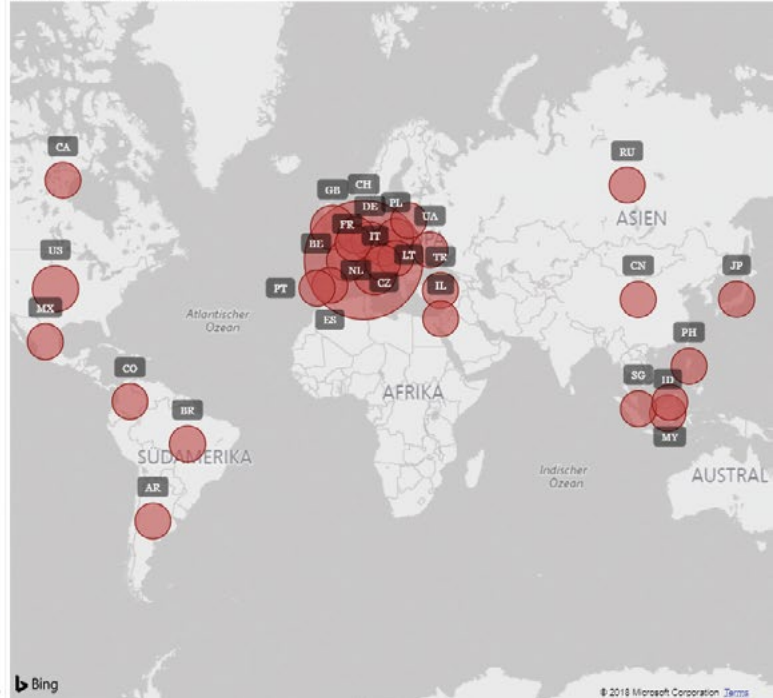 CA
RU
GB
CH
DE
PL
FR
UA
IT
BE
US
ASIEN
LT
TR
NL
CN
JP
CZ
IL
PT
MX
Atlantischer
Ozean
ES
PH
CO
SG
ID
AFRIKA
BR
MY
SÜDAMERIKA
Indischer
Ozean
AUSTRAL
AR
Bing
© 2018 Microsoft Corporation Terms